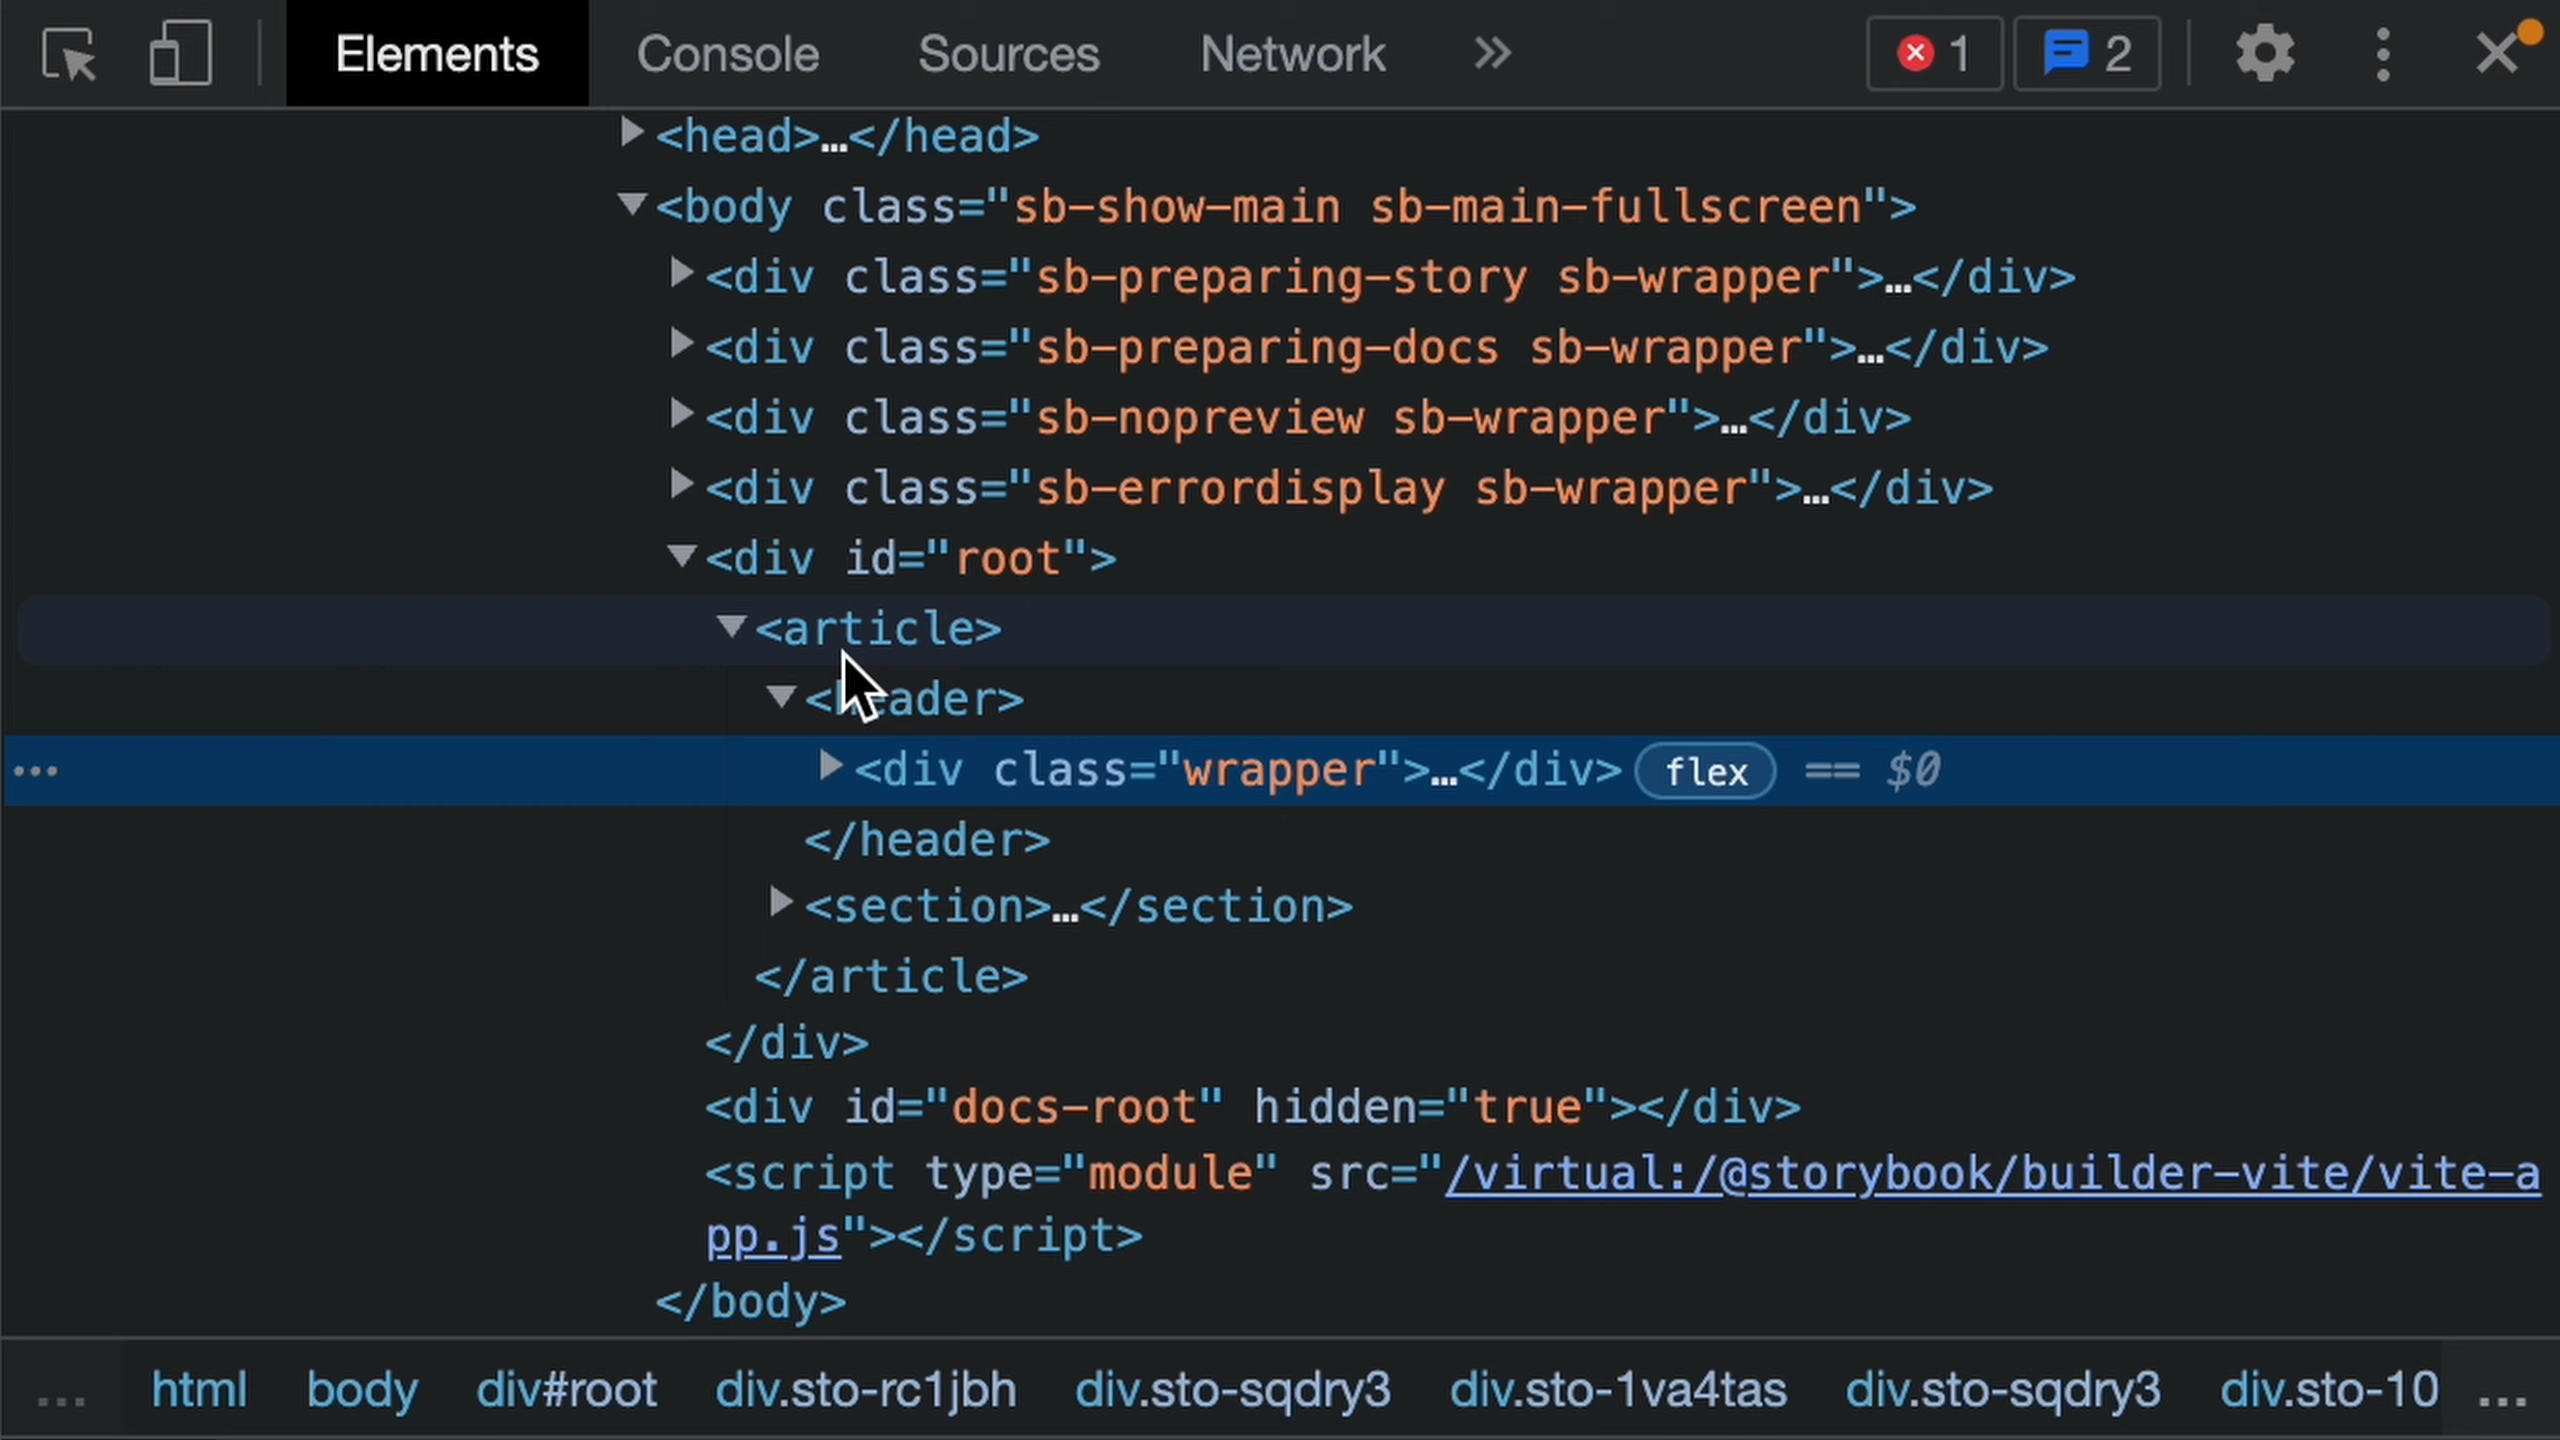 Elements Console Sources Network » 1 2
<head>…</head>
<body class="sb-show-main sb-main-fullscreen">
<div class="sb-preparing-story sb-wrapper">…</div>
<div class="sb-preparing-docs sb-wrapper">…</div>
<div class="sb-nopreview sb-wrapper">…</div>
<div class="sb-errordisplay sb-wrapper">…</div>
<div id="root">
<article>
<header>
<div class="wrapper">…</div> flex == $0
</header>
<section>…</section>
</article>
</div>
<div id="docs-root" hidden="true"></div>
<script type="module" src="/virtual:/@storybook/builder-vite/vite-a
pp.js"></script>
</body>
... html body div#root div.sto-rc1jbh div.sto-sqdry3 div.sto-1va4tas div.sto-sqdry3 div.sto-10 ...